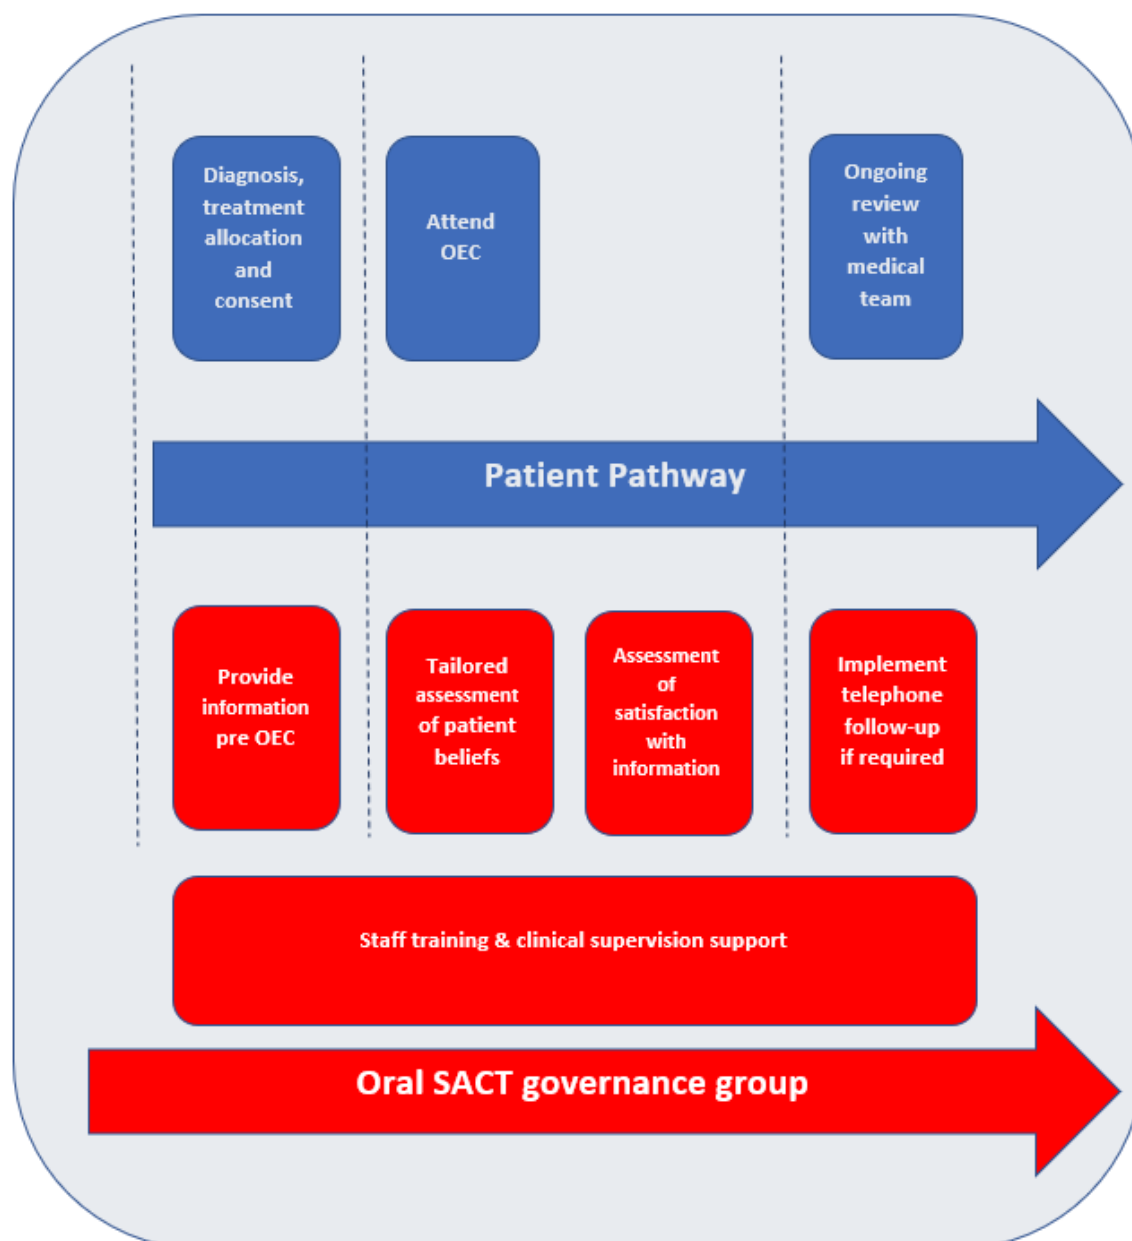 Diagnosis,
treatment
allocation
and
consent
Attend
OEC
Ongoing
review
with
medical
team
Patient Pathway
Provide
information
pre OEC
Tailored
assessment
of patient
beliefs
Assessment
of
satisfaction
with
information
Implement
telephone
follow-up
if required
Staff training & clinical supervision support
Oral SACT governance group